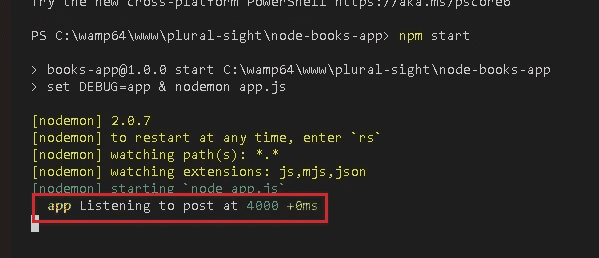 Try the new cross-platform PowerShell https://aka.ms/pscore6
PS C:\wamp64\www\plural-sight\node-books-app> npm start
> books-app@1.0.0 start C:\wamp64\www\plural-sight\node-books-app
> set DEBUG=app & nodemon app.js
[nodemon] 2.0.7
[nodemon] to restart at any time, enter `rs`
[nodemon] watching path(s): *.*
[nodemon] watching extensions: js,mjs,json
[nodemon] starting `node app.js`
app Listening to post at 4000 +0ms